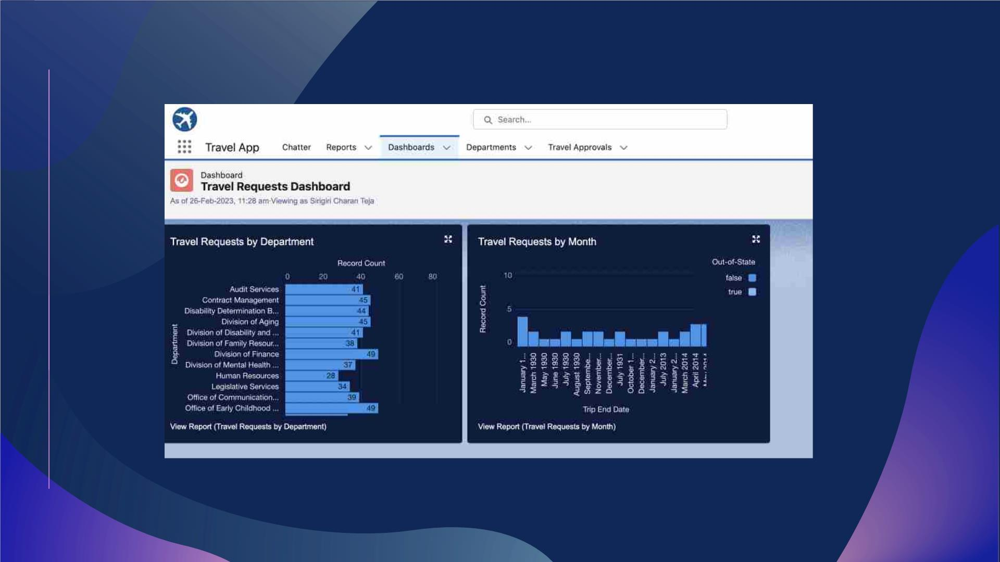 Search...
Travel App Chatter Reports Dashboards Departments Travel Approvals
Dashboard
Travel Requests Dashboard
As of 26-Feb-2023, 11:28 am·Viewing as Sirigiri Charan Teja
Travel Requests by Department
Record Count
0 20 40 60 80
Department
Audit Services 41
Contract Management 45
Disability Determination B... 44
Division of Aging 45
Division of Disability and ... 41
Division of Family Resour... 38
Division of Finance 49
Division of Mental Health ... 37
Human Resources 28
Legislative Services 34
Office of Communication... 39
Office of Early Childhood ... 49
View Report (Travel Requests by Department)
Travel Requests by Month
Out-of-State
false
true
Record Count
10
5
0
January 1...
March 1930
May 1930
June 1930
July 1930
August 1930
Septembe...
November...
December...
July 1931
October 1...
December...
January 2...
July 2013
January 2...
March 2014
April 2014
Trip End Date
View Report (Travel Requests by Month)